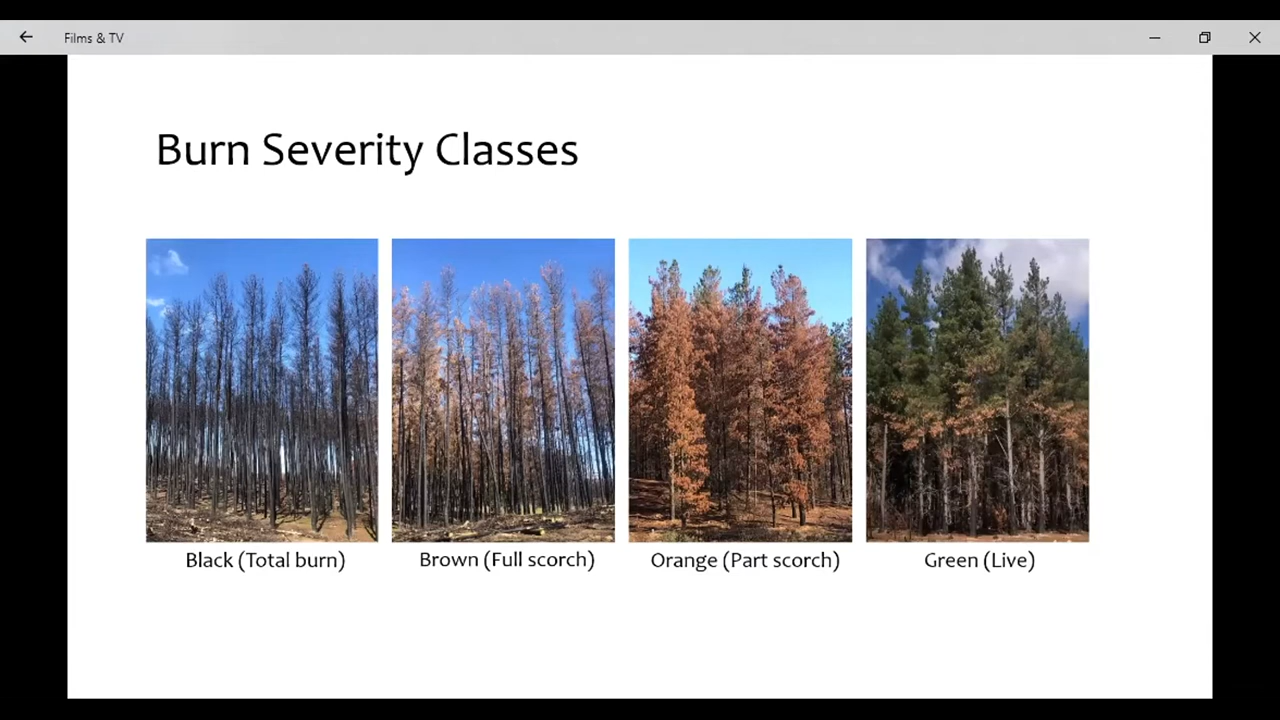 Films & TV
Burn Severity Classes
Black (Total burn)
Brown (Full scorch)
Orange (Part scorch)
Green (Live)